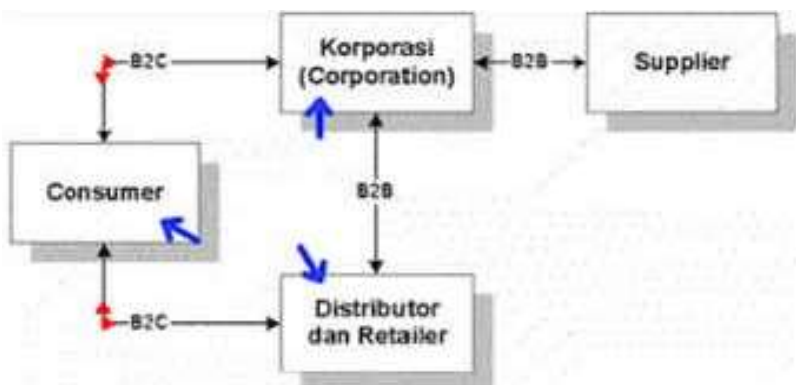 B2C
Korporasi
(Corporation)
B2B
Supplier
Consumer
B2B
B2C
Distributor
dan Retailer